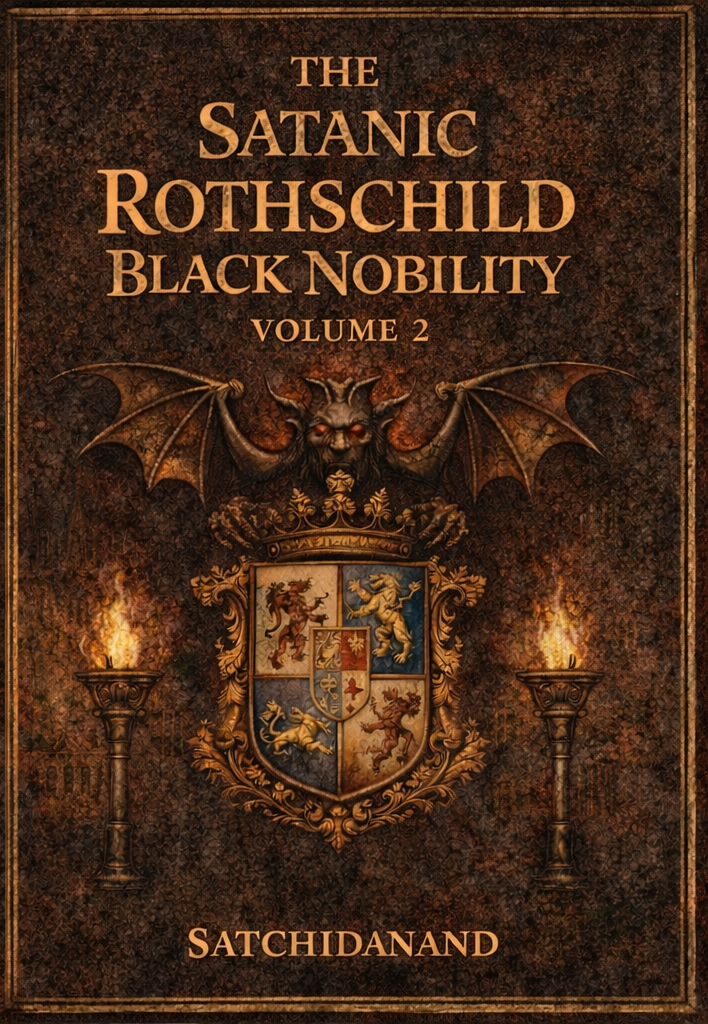 THE
SATANIC
ROTHSCHILD
BLACK NOBILITY
VOLUME 2
SATCHIDANAND